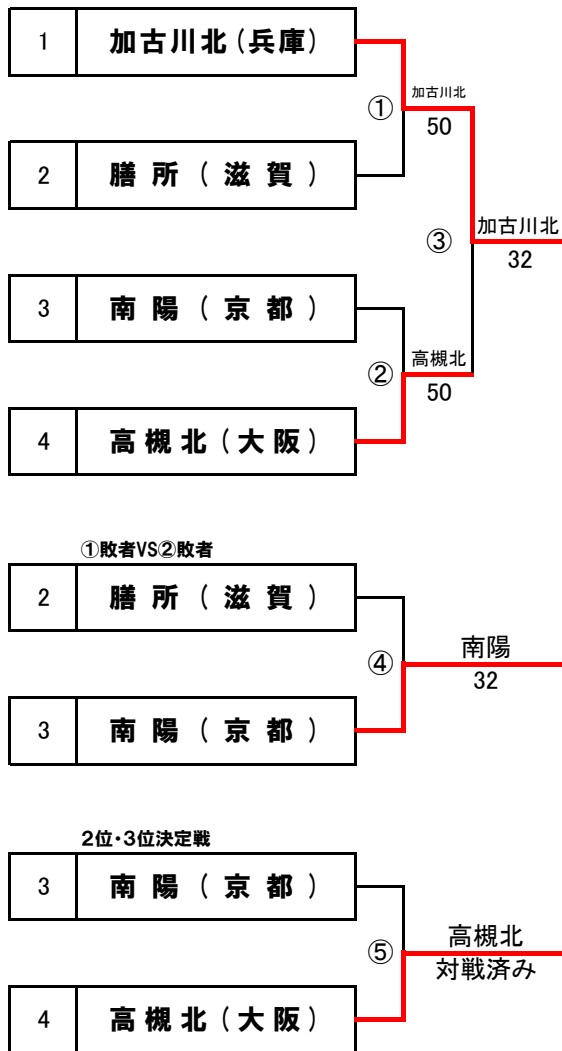 1 加古川北(兵庫)
① 加古川北
50
2 膳所(滋賀)
③ 加古川北
32
3 南陽(京都)
② 高槻北
50
4 高槻北(大阪)
①敗者VS②敗者
2 膳所(滋賀)
④ 南陽
32
3 南陽(京都)
2位・3位決定戦
3 南陽(京都)
⑤ 高槻北
対戦済み
4 高槻北(大阪)